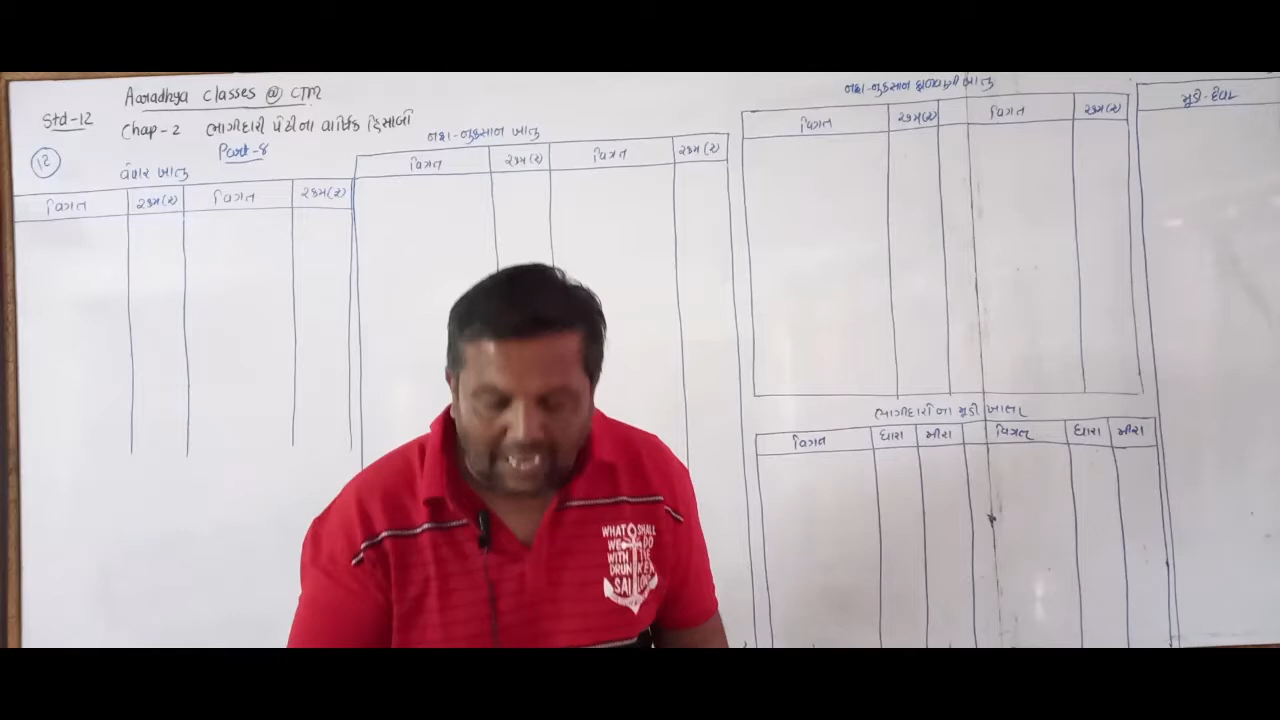 Aaradhya Classes @ CTM
Std-12
Chap-2 ભાગીદારી પેઢીના વાર્ષિક હિસાબો
Part-8
12
વેપાર ખાતુ
વિગત રકમ(₹) વિગત રકમ(₹)
નફા-નુકસાન ખાતુ
વિગત રકમ(₹) વિગત રકમ(₹)
નફા-નુકસાન ફાળવણી ખાતુ
વિગત રકમ(₹) વિગત રકમ(₹)
ભાગીદારોના મૂડી ખાતા
વિગત ધારા મીરા વિગત ધારા મીરા
મૂડી-દેવાં
WHAT SHALL
WE DO
WITH THE
DRUNKEN
SAILOR